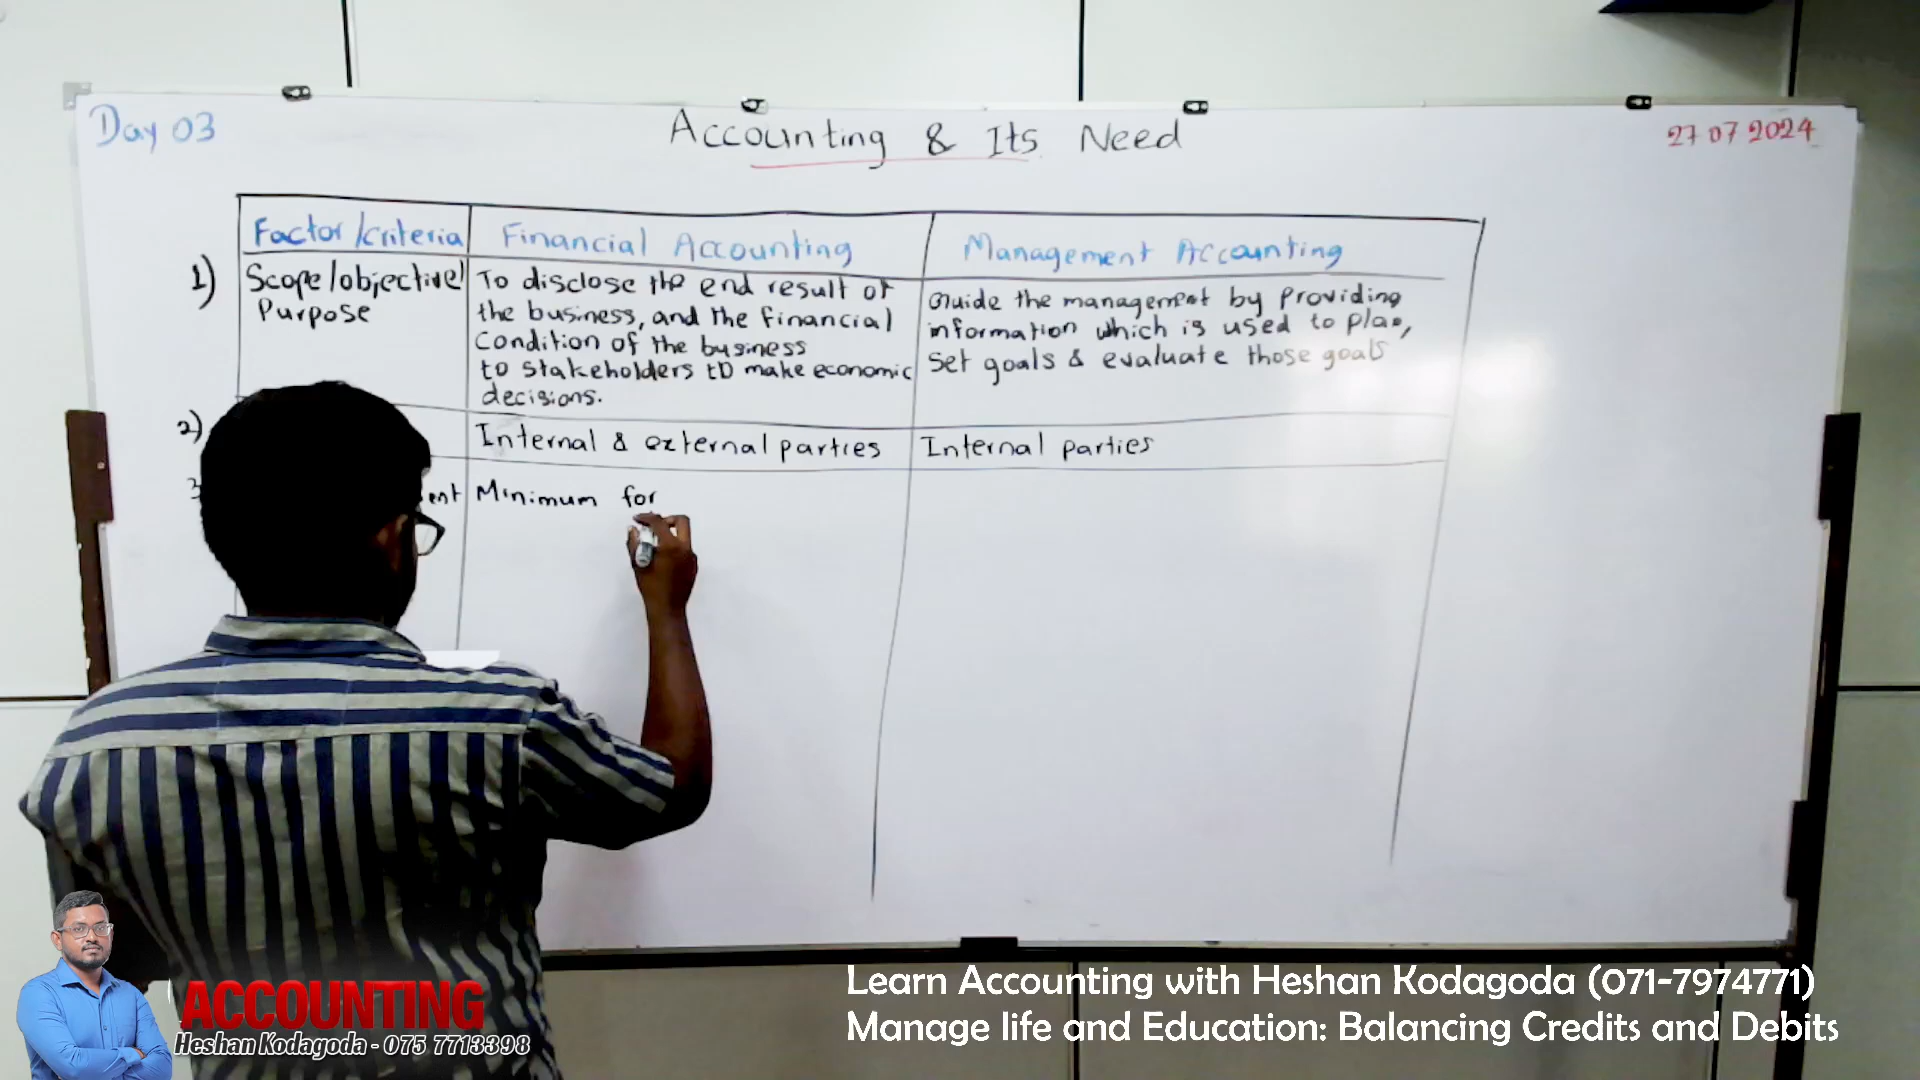 Day 03
Accounting & Its Need
27 07 2024
Factor/criteria
Financial Accounting
Management Accounting
1)
Scope/objective/
Purpose
To disclose the end result of
the business, and the financial
condition of the business
to stakeholders to make economic
decisions.
Guide the management by providing
information which is used to plan,
set goals & evaluate those goals
2)
Internal & external parties
Internal parties
Minimum for
ACCOUNTING
Heshan Kodagoda - 075 7713398
Learn Accounting with Heshan Kodagoda (071-7974771)
Manage life and Education: Balancing Credits and Debits